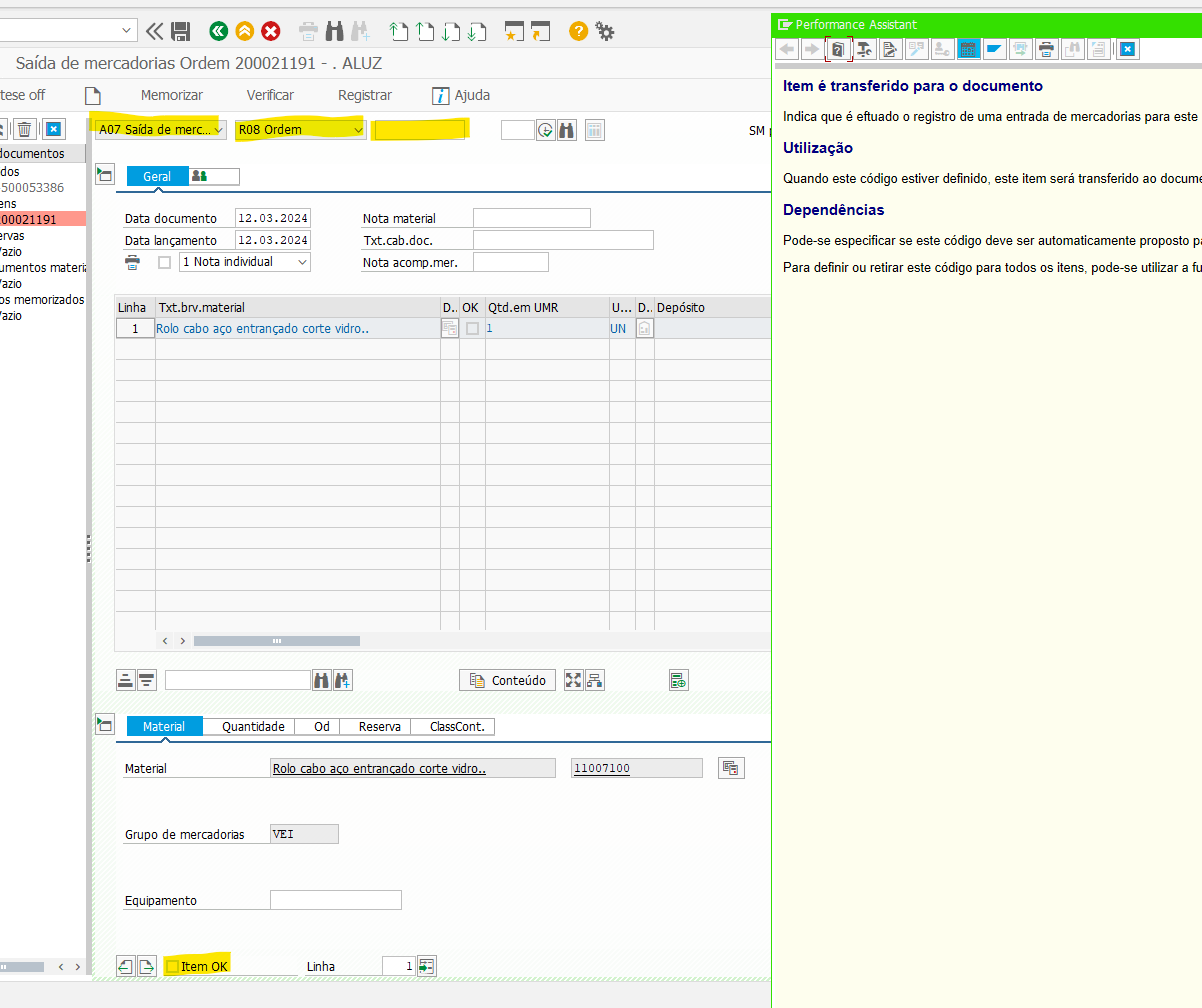 Performance Assistant
Saída de mercadorias Ordem 200021191 - . ALUZ
tese off Memorizar Verificar Registrar Ajuda
A07 Saída de merc... R08 Ordem SM
documentos
dos
500053386
ens
200021191
ervas
Vazio
umentos materi
Vazio
os memorizados
Vazio
Geral
Data documento 12.03.2024 Nota material
Data lançamento 12.03.2024 Txt.cab.doc.
1 Nota individual Nota acomp.mer.
Linha Txt.brv.material D.. OK Qtd.em UMR U... D.. Depósito
1 Rolo cabo aço entrançado corte vidro.. 1 UN
Conteúdo
Material Quantidade Od Reserva ClassCont.
Material Rolo cabo aço entrançado corte vidro.. 11007100
Grupo de mercadorias VEI
Equipamento
Item OK Linha 1
Item é transferido para o documento
Indica que é eftuado o registro de uma entrada de mercadorias para este
Utilização
Quando este código estiver definido, este item será transferido ao docume
Dependências
Pode-se especificar se este código deve ser automaticamente proposto pa
Para definir ou retirar este código para todos os itens, pode-se utilizar a fu